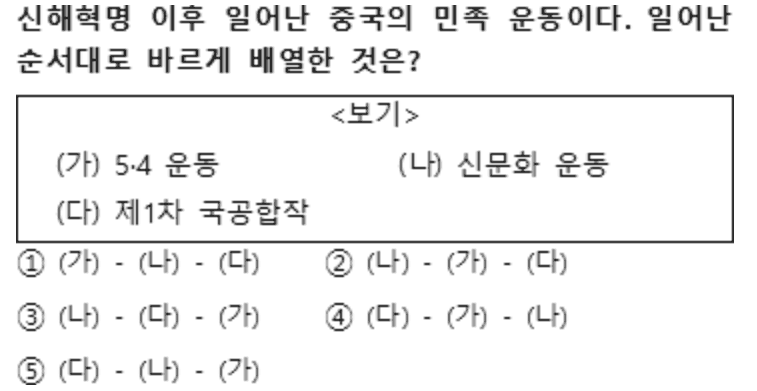 신해혁명 이후 일어난 중국의 민족 운동이다. 일어난
순서대로 바르게 배열한 것은?
<보기>
(가) 5·4 운동 (나) 신문화 운동
(다) 제1차 국공합작
① (가) - (나) - (다) ② (나) - (가) - (다)
③ (나) - (다) - (가) ④ (다) - (가) - (나)
⑤ (다) - (나) - (가)